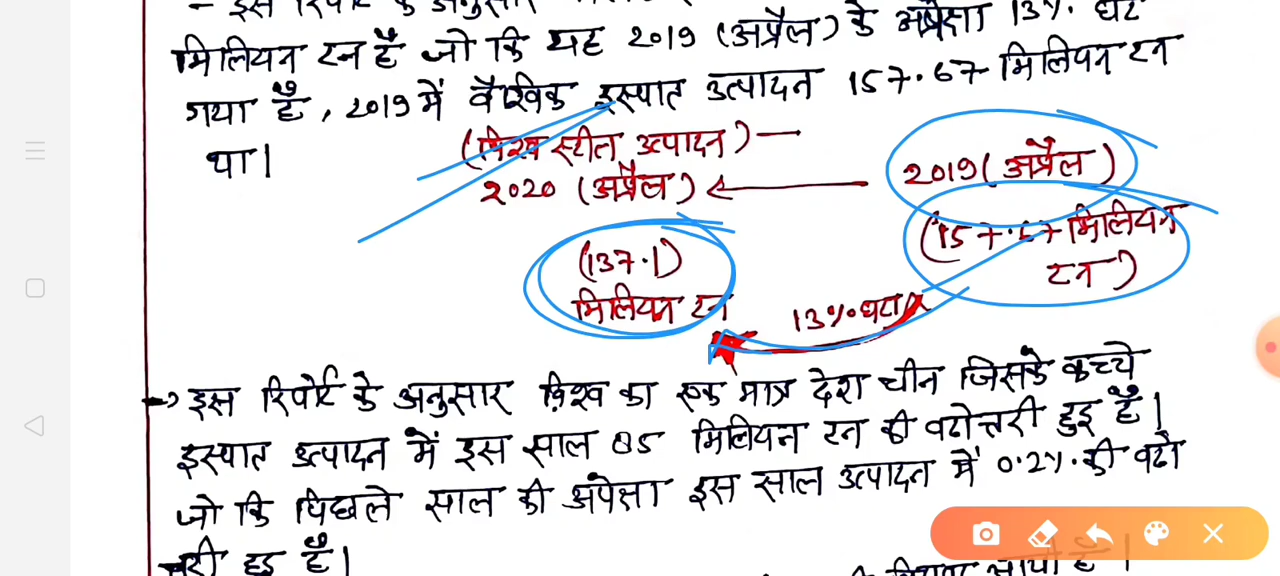 - इस रिपोर्ट के अनुसार
मिलियन टन है जो कि यह 2019 (अप्रैल) के अपेक्षा 13% घट
गया है, 2019 में वैश्विक इस्पात उत्पादन 157.67 मिलियन टन
था।
(विश्व स्टील उत्पादन) —
2020 (अप्रैल) ← 2019 (अप्रैल)
(137.1) (157.67 मिलियन
मिलियन टन टन)
13% घटा
→ इस रिपोर्ट के अनुसार विश्व का एक मात्र देश चीन जिसके कच्चे
इस्पात उत्पादन में इस साल 85 मिलियन टन की बढोत्तरी हुइ है।
जो कि पिछले साल की अपेक्षा इस साल उत्पादन में 0.2% की बढो
त्तरी हुइ है।